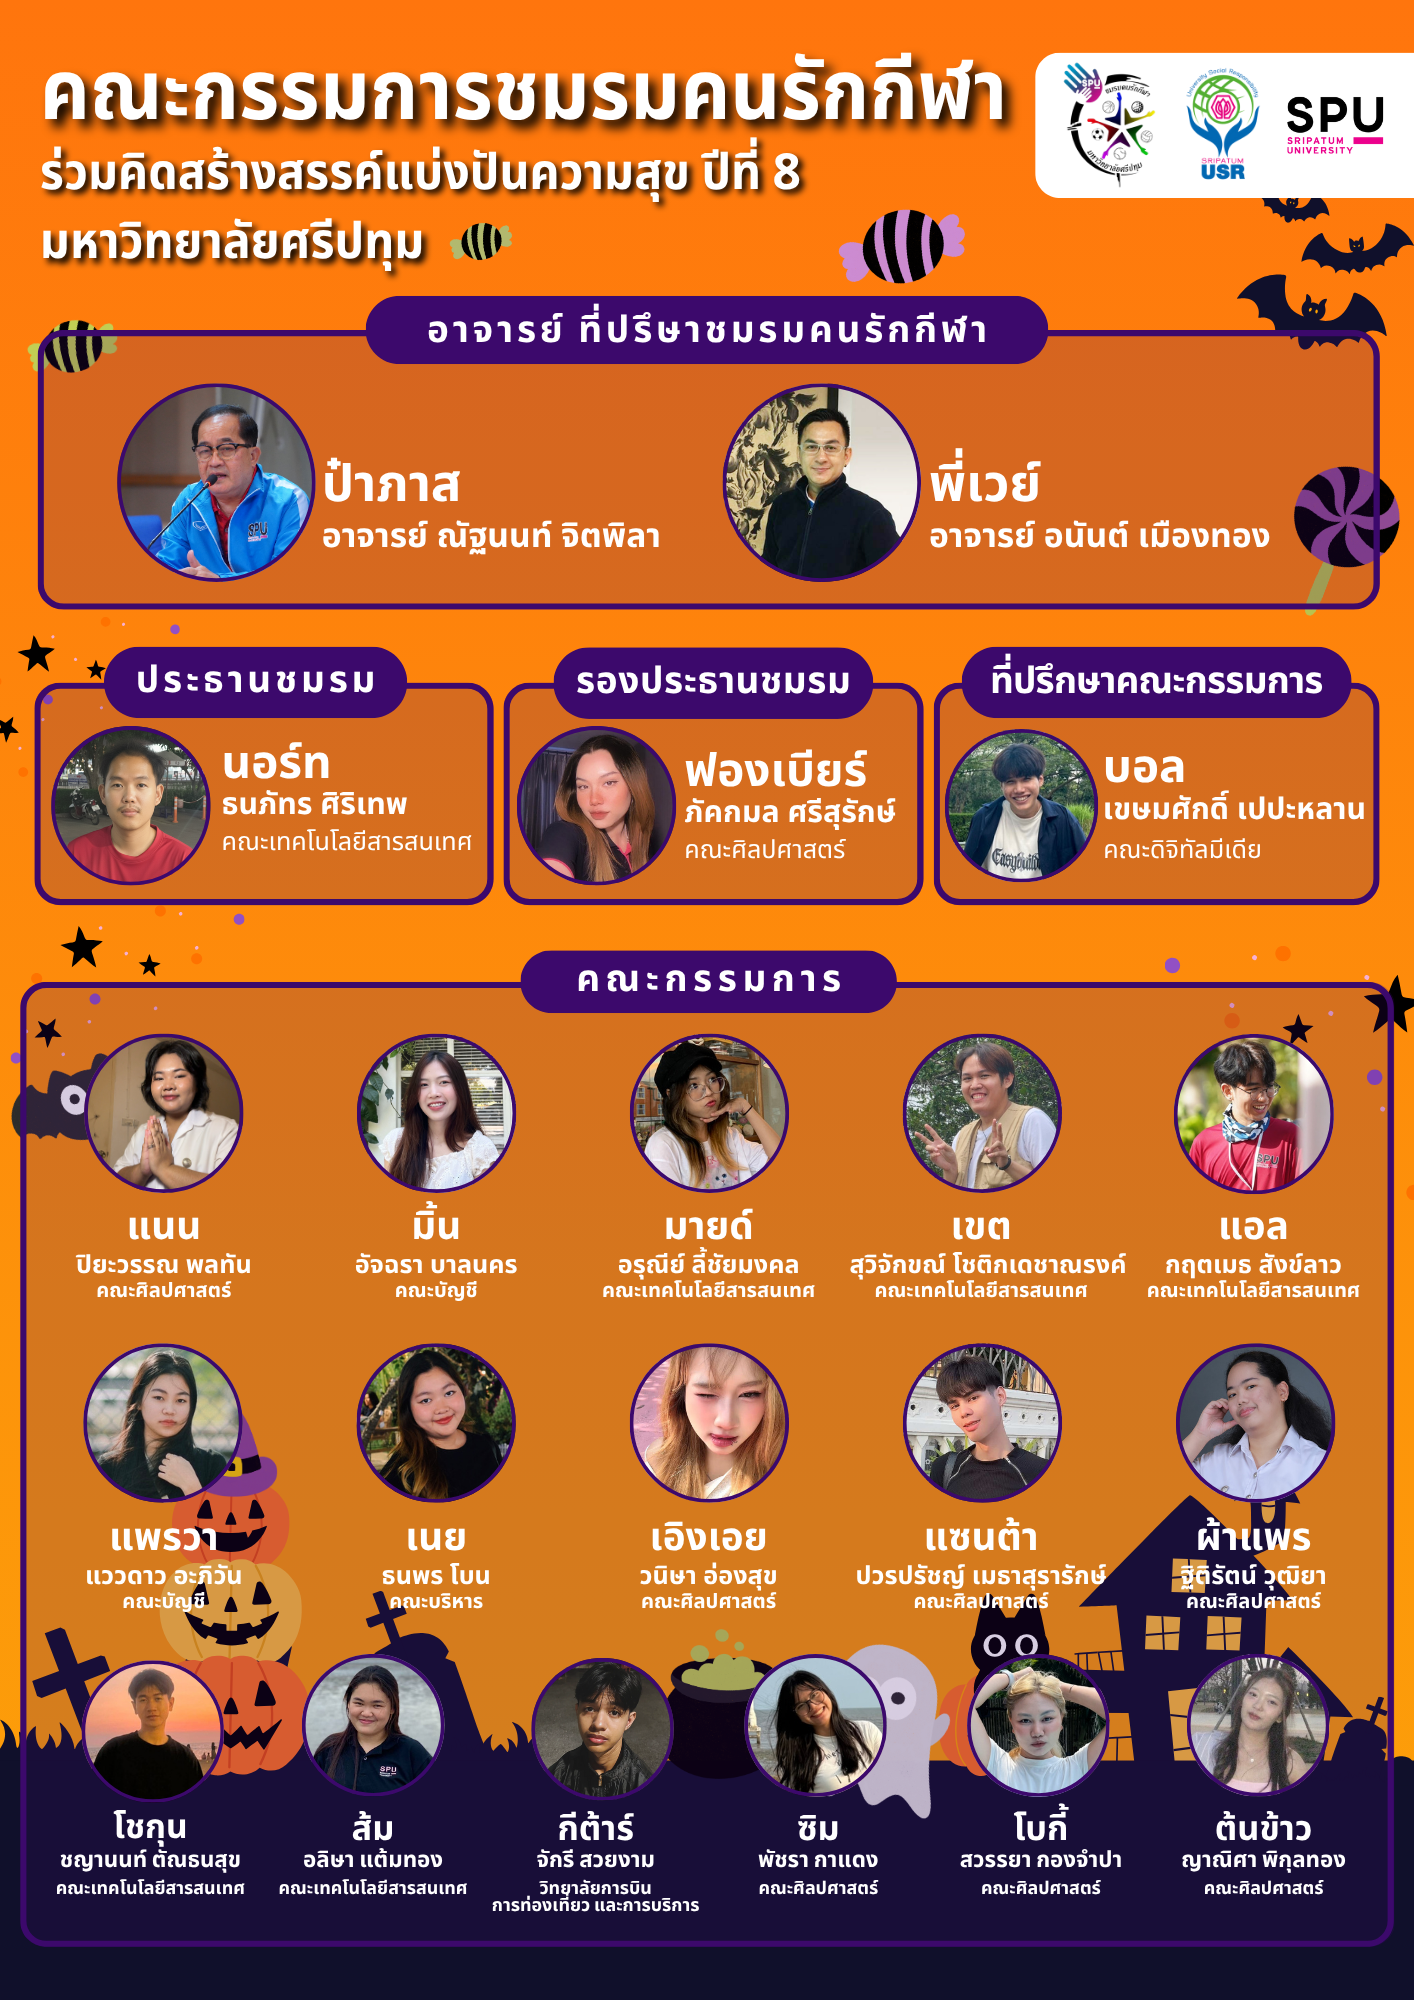 คณะกรรมการชมรมคนรักกีฬา
ร่วมคิดสร้างสรรค์แบ่งปันความสุข ปีที่ 8
มหาวิทยาลัยศรีปทุม
SPU
ชมรมคนรักกีฬา
มหาวิทยาลัยศรีปทุม
University Social Responsibility
SRIPATUM
USR
SPU
SRIPATUM
UNIVERSITY
อาจารย์ ที่ปรึษาชมรมคนรักกีฬา
ป๋าภาส
อาจารย์ ณัฐนนท์ จิตพิลา
พี่เวย์
อาจารย์ อนันต์ เมืองทอง
ประธานชมรม
นอร์ท
ธนภัทร ศิริเทพ
คณะเทคโนโลยีสารสนเทศ
รองประธานชมรม
ฟองเบียร์
ภัคกมล ศรีสุรักษ์
คณะศิลปศาสตร์
ที่ปรึกษาคณะกรรมการ
บอล
เขษมศักดิ์ เปปะหลาน
คณะดิจิทัลมีเดีย
คณะกรรมการ
แนน
ปิยะวรรณ พลทัน
คณะศิลปศาสตร์
มิ้น
อัจฉรา บาลนคร
คณะบัญชี
มายด์
อรุณีย์ ลี้ชัยมงคล
คณะเทคโนโลยีสารสนเทศ
เขต
สุวิจักขณ์ โชติกเดชาณรงค์
คณะเทคโนโลยีสารสนเทศ
แอล
กฤตเมธ สังข์ลาว
คณะเทคโนโลยีสารสนเทศ
แพรวา
แววดาว อะภิวัน
คณะบัญชี
เนย
ธนพร โบน
คณะบริหาร
เอิงเอย
วนิษา อ่องสุข
คณะศิลปศาสตร์
แซนต้า
ปวรปรัชญ์ เมธาสุรารักษ์
คณะศิลปศาสตร์
ผ้าแพร
ฐิติรัตน์ วุฒิยา
คณะศิลปศาสตร์
โชกุน
ชญานนท์ ตัณธนสุข
คณะเทคโนโลยีสารสนเทศ
ส้ม
อลิษา แต้มทอง
คณะเทคโนโลยีสารสนเทศ
กีต้าร์
จักรี สวยงาม
วิทยาลัยการบิน
การท่องเที่ยว และการบริการ
ซิม
พัชรา กาแดง
คณะศิลปศาสตร์
โบกี้
สวรรยา กองจำปา
คณะศิลปศาสตร์
ต้นข้าว
ญาณิศา พิกุลทอง
คณะศิลปศาสตร์